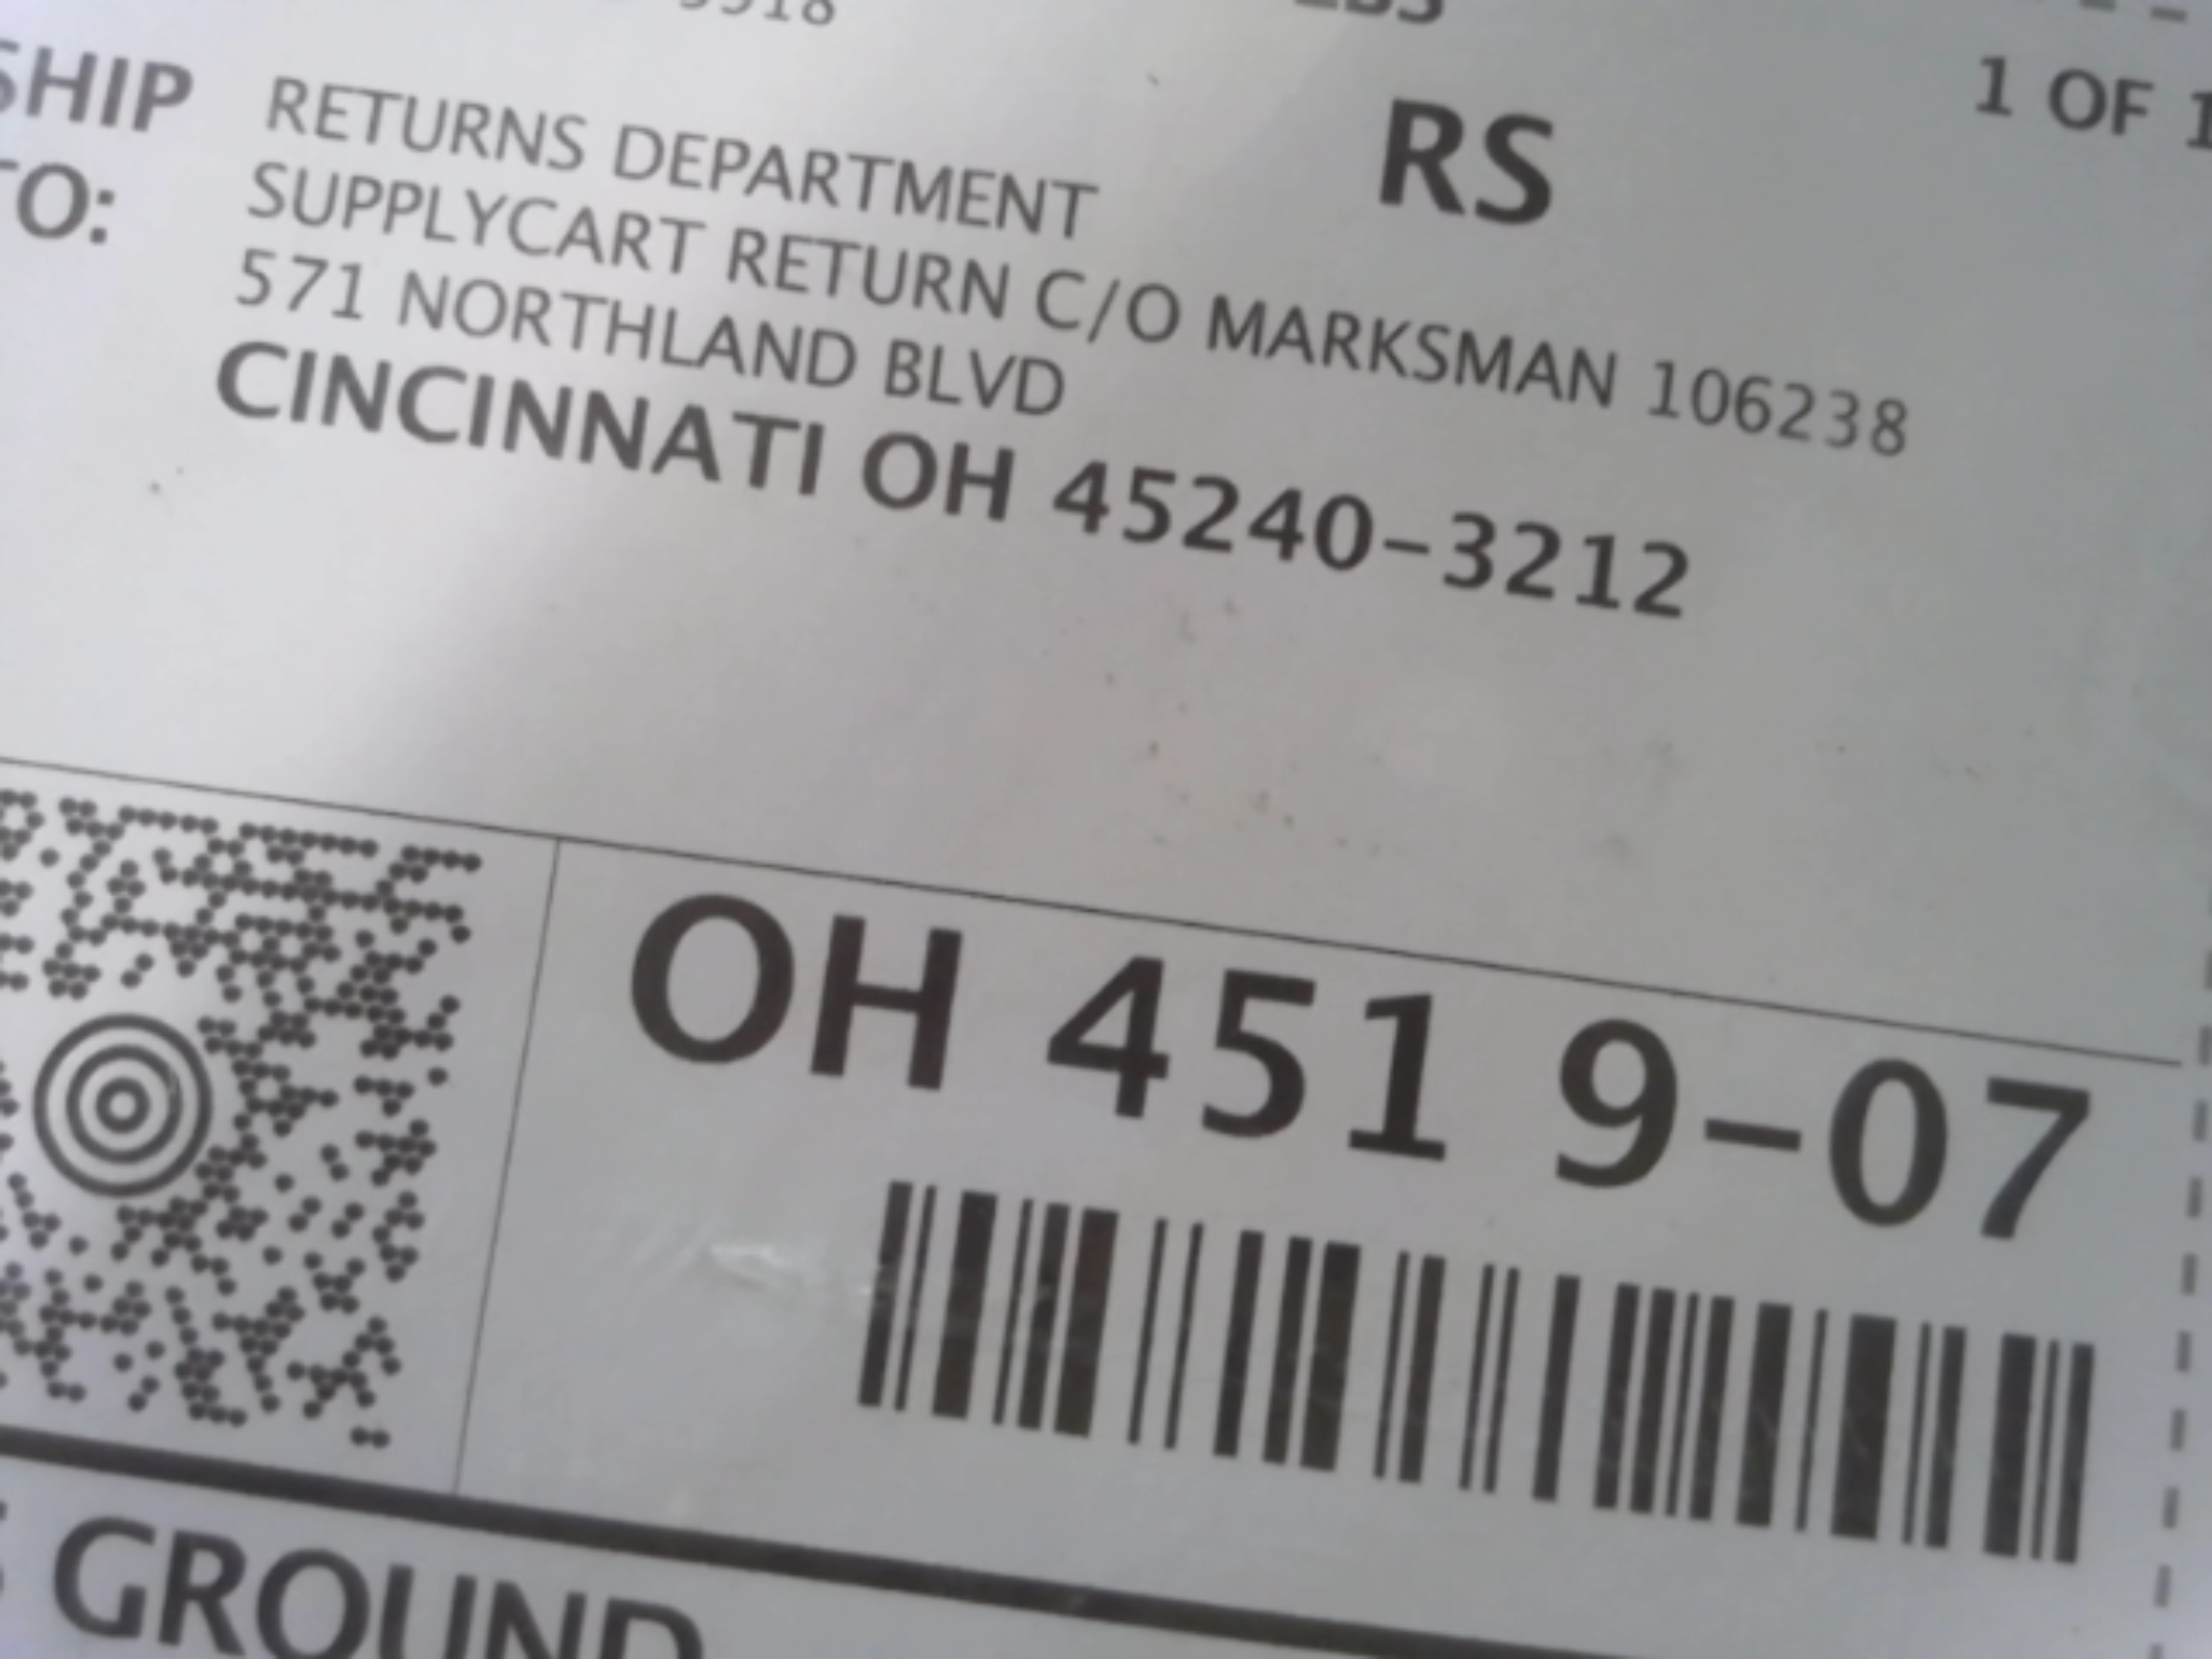 RS
1 OF 1
SHIP TO:
RETURNS DEPARTMENT
SUPPLYCART RETURN C/O MARKSMAN 106238
571 NORTHLAND BLVD
CINCINNATI OH 45240-3212
OH 451 9-07
GROUND